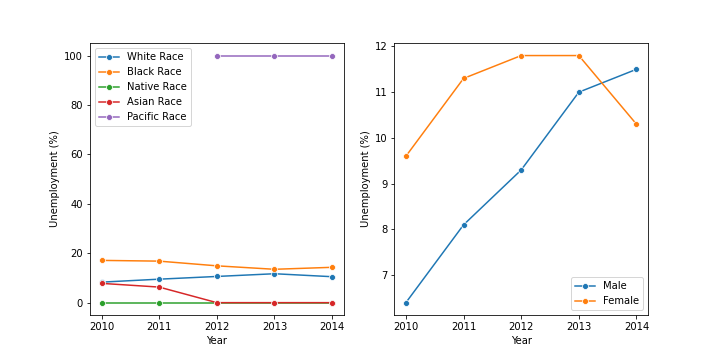 Unemployment (%)
100
80
60
40
20
0
White Race
Black Race
Native Race
Asian Race
Pacific Race
2010 2011 2012 2013 2014
Year
Unemployment (%)
12
11
10
9
8
7
Male
Female
2010 2011 2012 2013 2014
Year